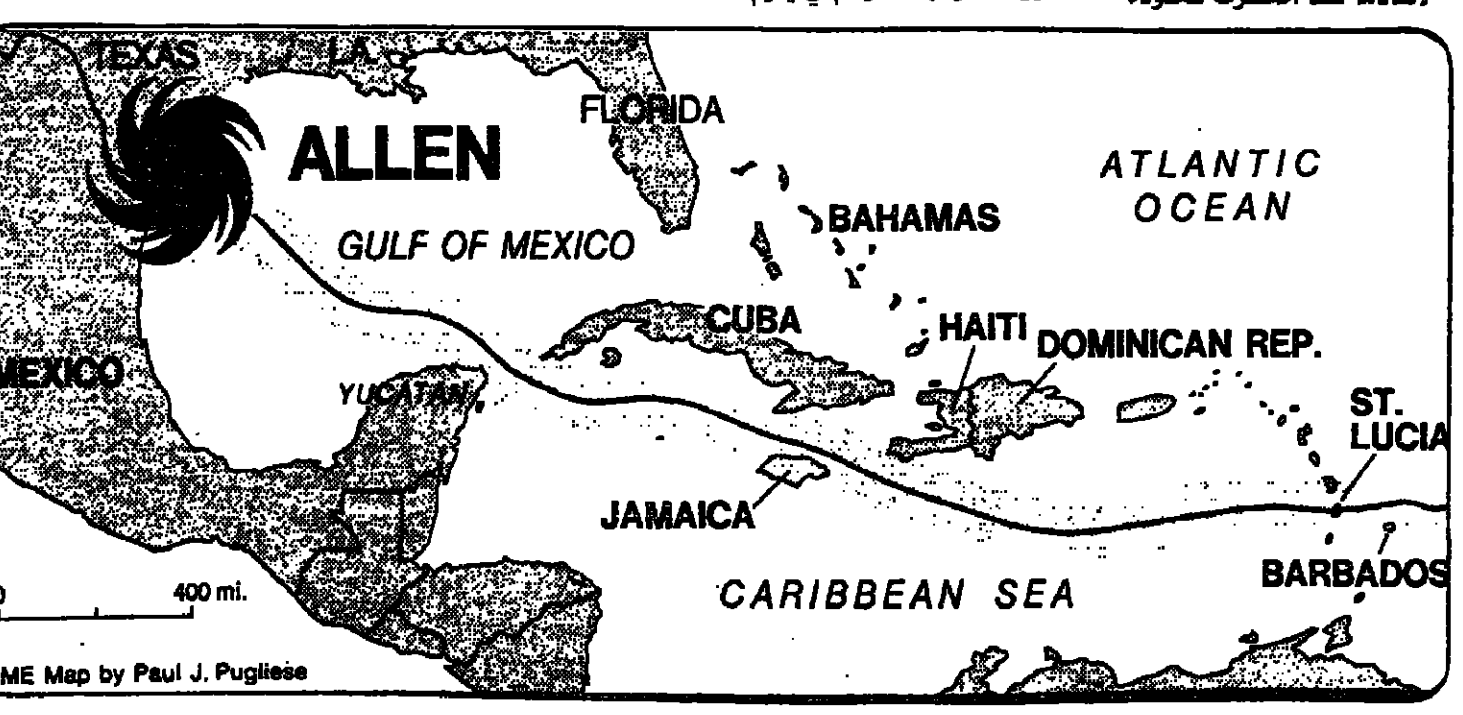 TEXAS
LA.
FLORIDA
ALLEN
ATLANTIC
OCEAN
BAHAMAS
GULF OF MEXICO
CUBA
HAITI
DOMINICAN REP.
MEXICO
YUCATAN
ST.
LUCIA
JAMAICA
BARBADOS
400 mi.
CARIBBEAN SEA
ME Map by Paul J. Pugliese